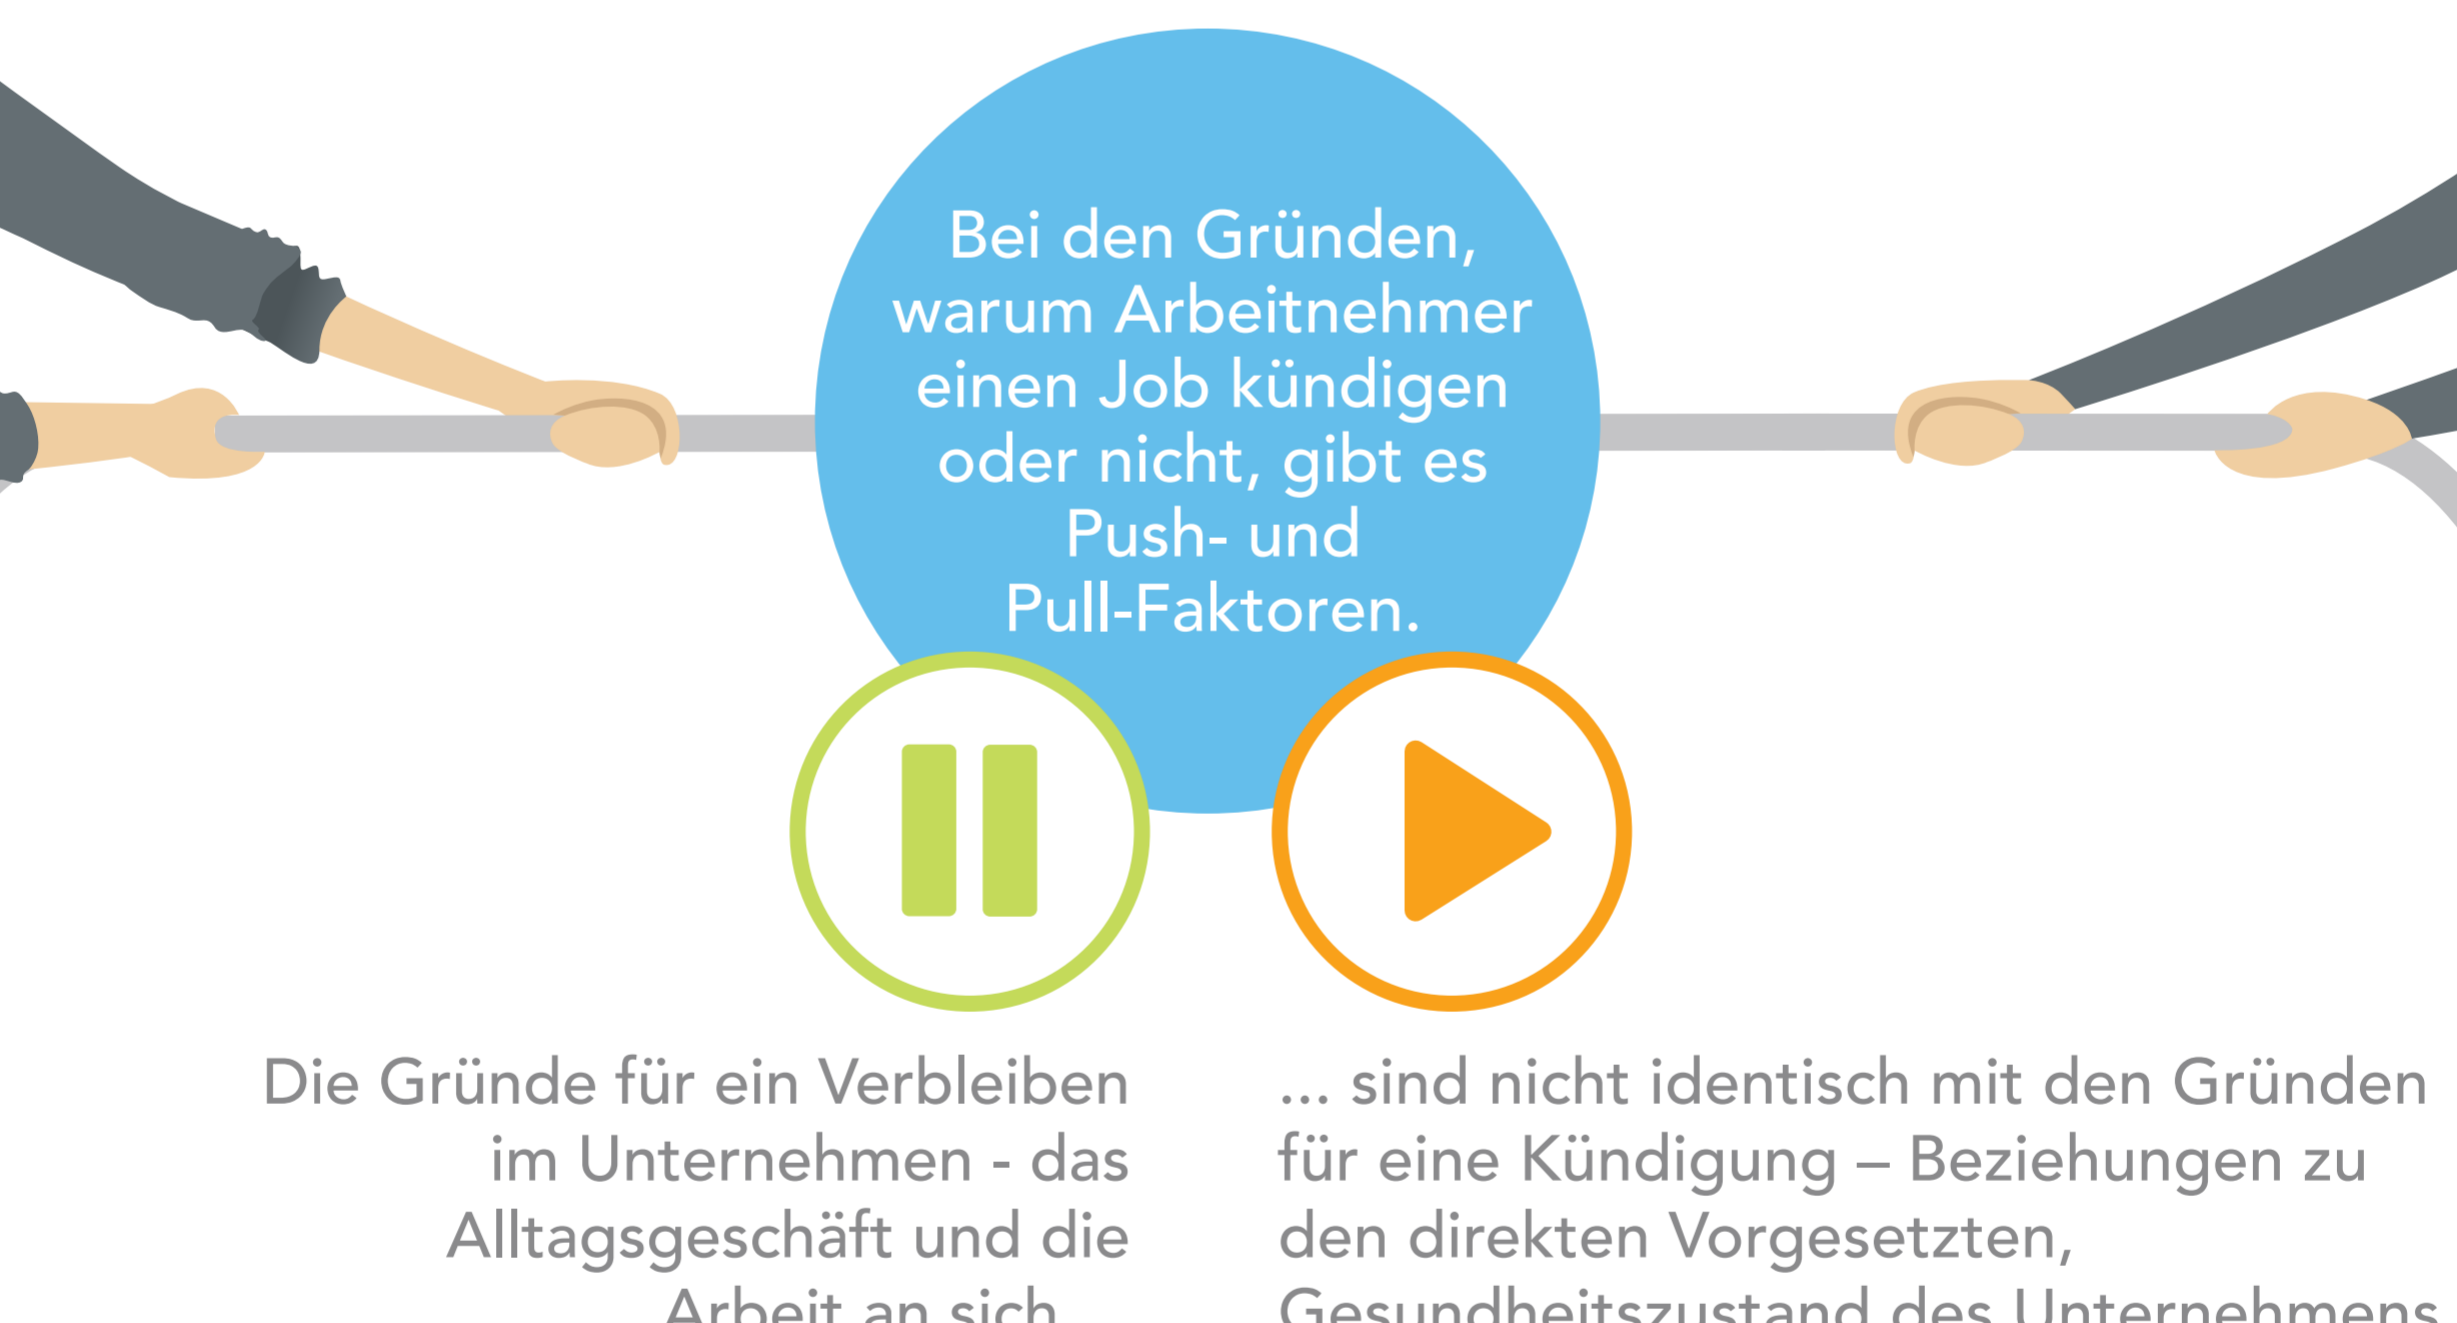 Bei den Gründen,
warum Arbeitnehmer
einen Job kündigen
oder nicht, gibt es
Push- und
Pull-Faktoren.
Die Gründe für ein Verbleiben
im Unternehmen - das
Alltagsgeschäft und die
Arbeit an sich
... sind nicht identisch mit den Gründen
für eine Kündigung – Beziehungen zu
den direkten Vorgesetzten,
Gesundheitszustand des Unternehmens